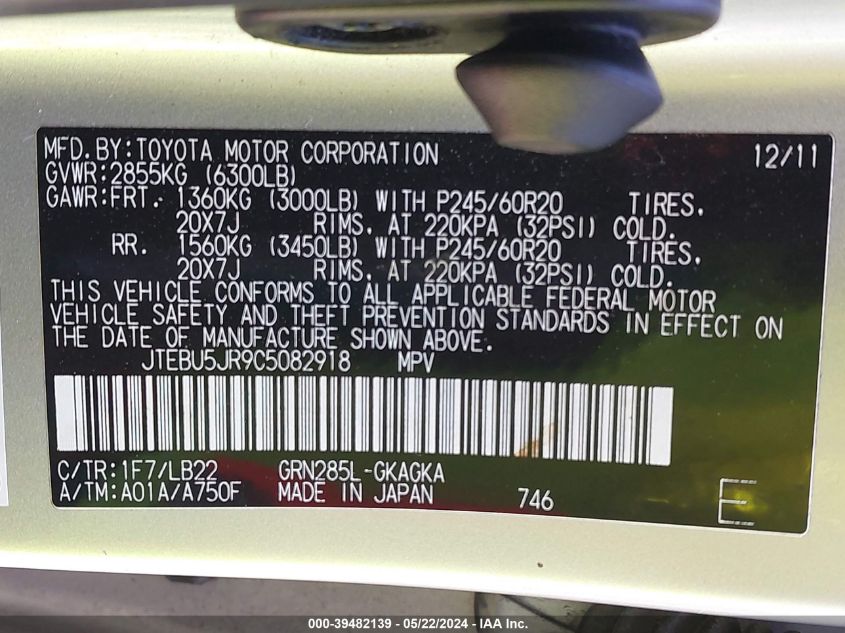 MFD.BY:TOYOTA MOTOR CORPORATION 12/11
GVWR:2855KG (6300LB)
GAWR:FRT. 1360KG (3000LB) WITH P245/60R20 TIRES,
20X7J RIMS, AT 220KPA (32PSI) COLD.
RR. 1560KG (3450LB) WITH P245/60R20 TIRES,
20X7J RIMS, AT 220KPA (32PSI) COLD.
THIS VEHICLE CONFORMS TO ALL APPLICABLE FEDERAL MOTOR
VEHICLE SAFETY AND THEFT PREVENTION STANDARDS IN EFFECT ON
THE DATE OF MANUFACTURE SHOWN ABOVE.
JTEBU5JR9C5082918 MPV
C/TR:1F7/LB22 GRN285L-GKAGKA
A/TM:A01A/A750F MADE IN JAPAN 746 E
000-39482139 - 05/22/2024 - IAA Inc.